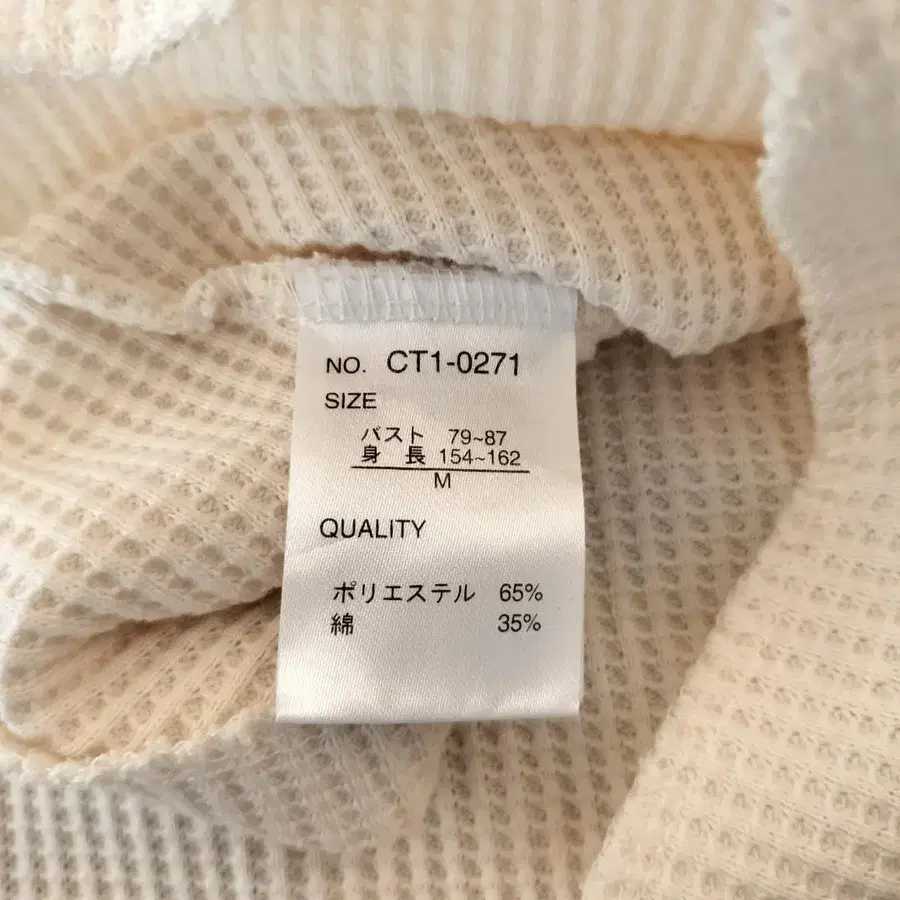 NO. CT1-0271
SIZE
バスト 79~87
身長 154~162
M
QUALITY
ポリエステル 65%
綿 35%